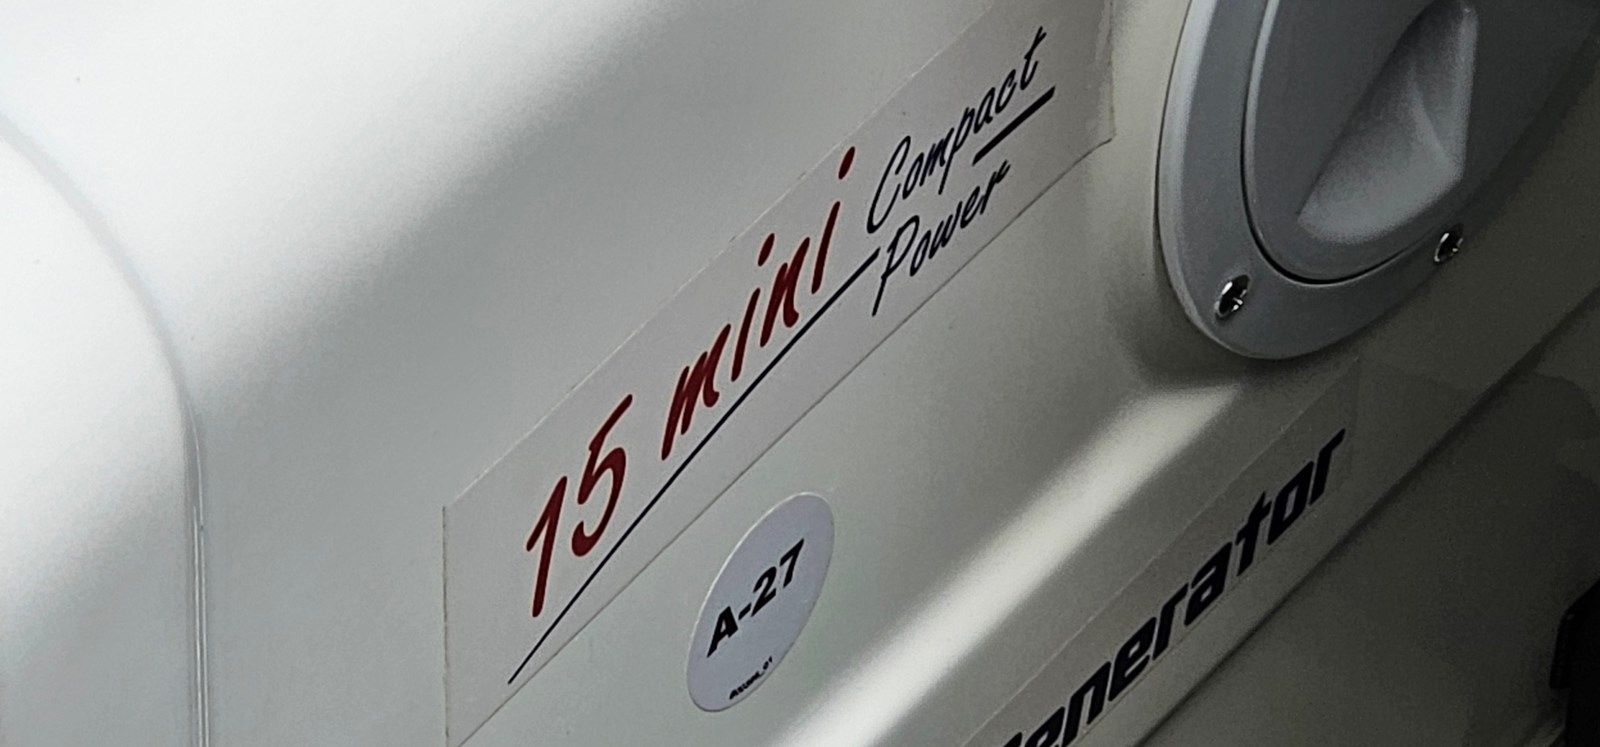 15 mini Compact
Power
A-27
Generator